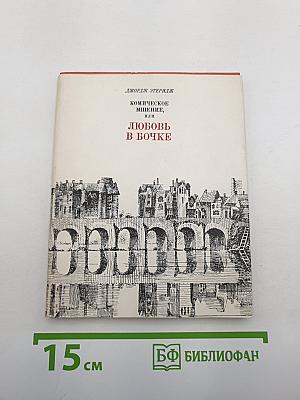 ДЖОРДЖ ЭТЕРИДЖ
КОМИЧЕСКОЕ
МЩЕНИЕ,
ИЛИ
ЛЮБОВЬ
В БОЧКЕ
15 см
БФ БИБЛИОФАН